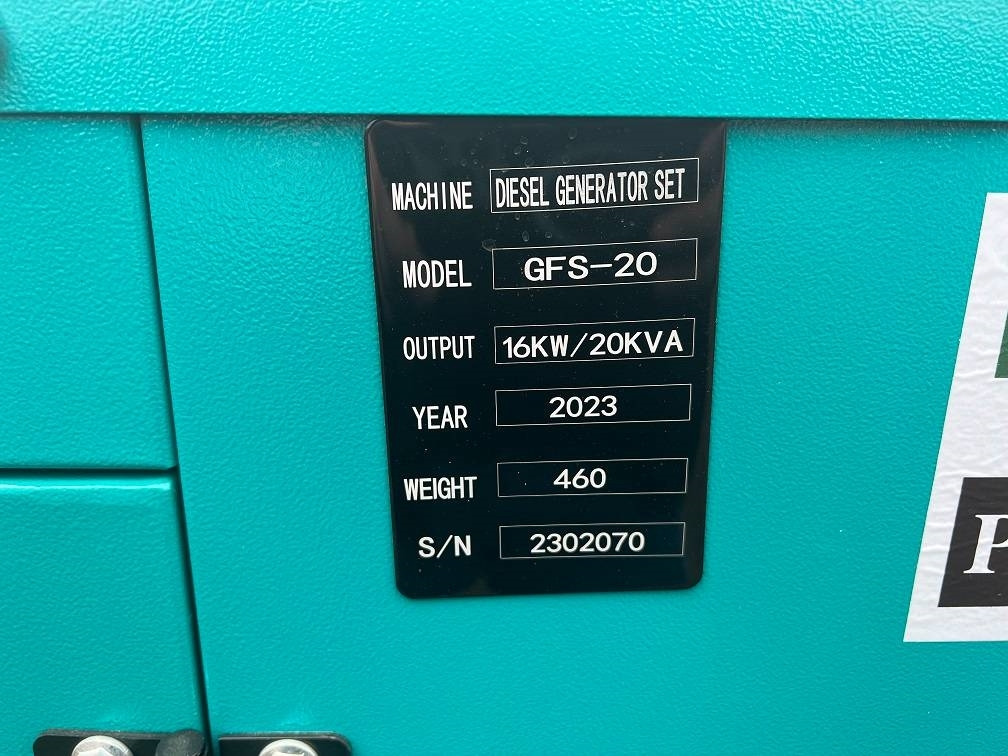 MACHINE DIESEL GENERATOR SET
MODEL GFS-20
OUTPUT 16KW/20KVA
YEAR 2023
WEIGHT 460
S/N 2302070
P